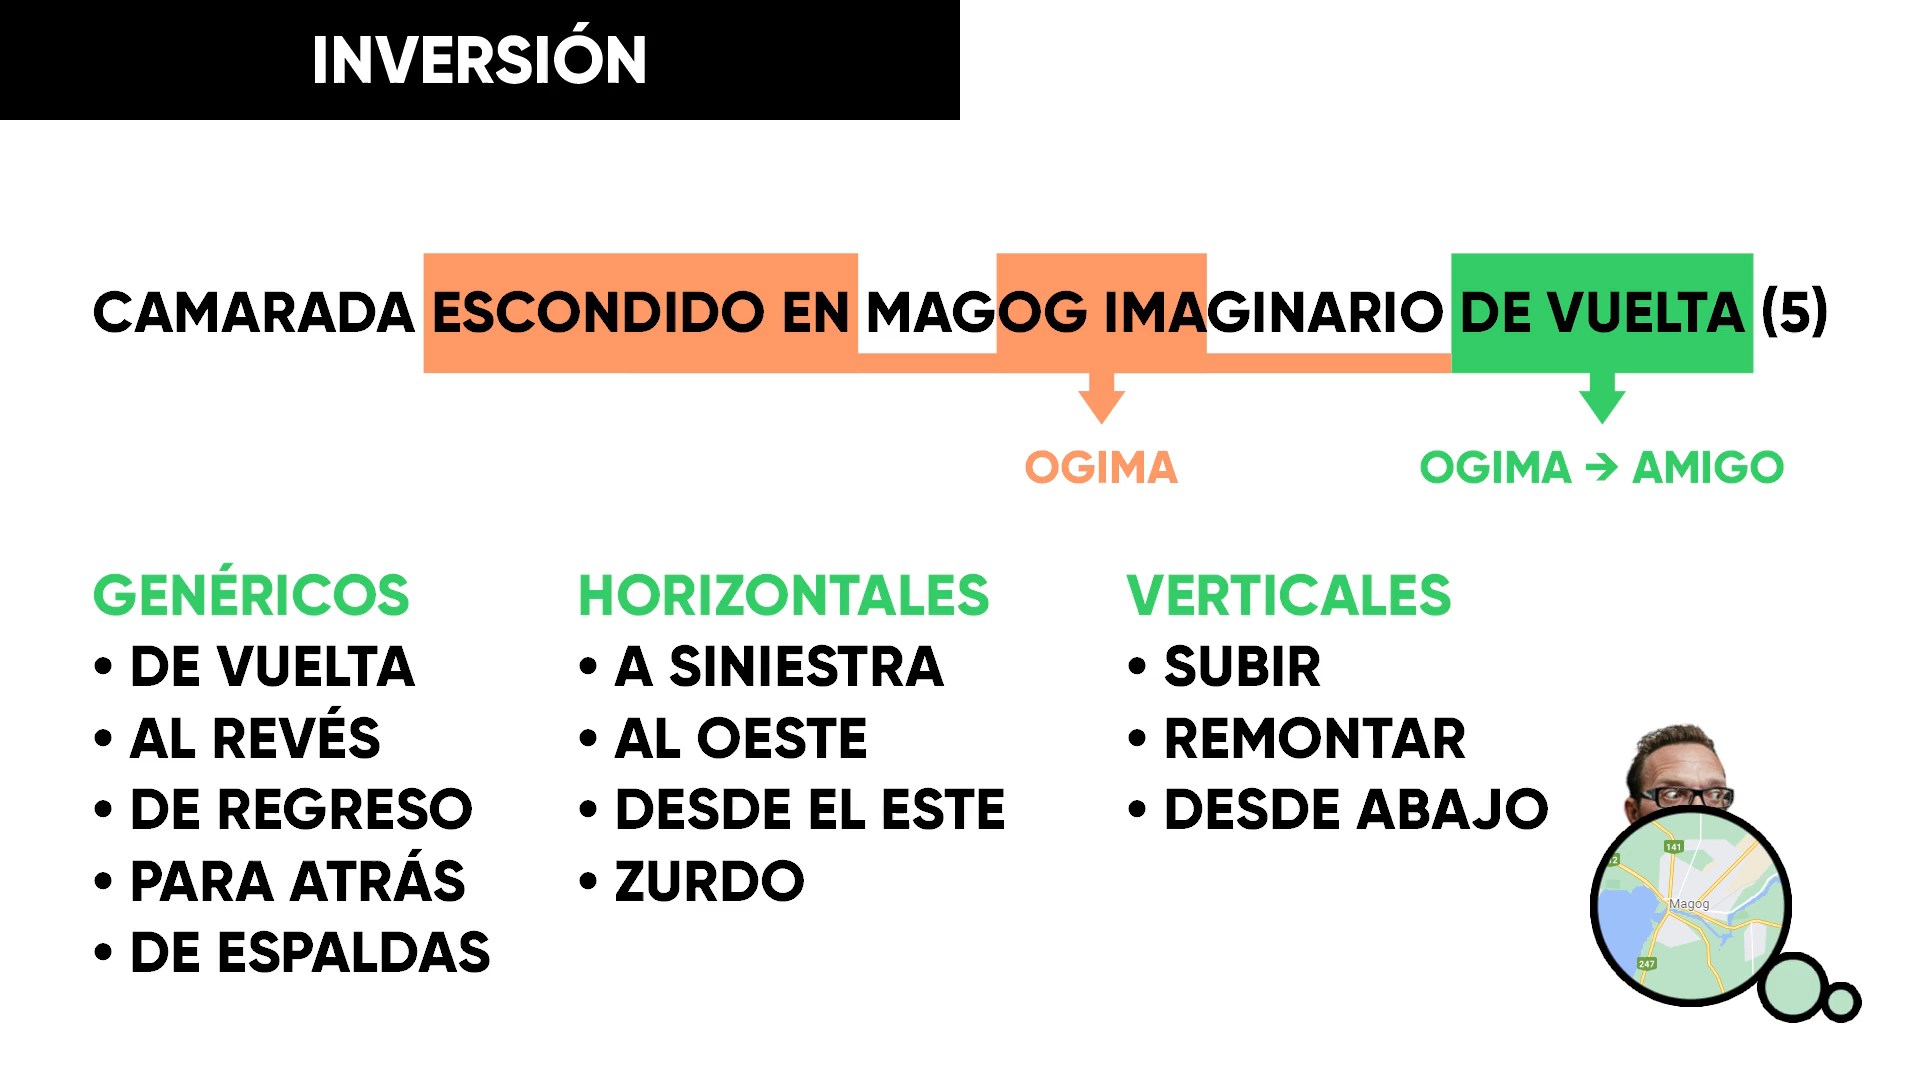 INVERSIÓN
CAMARADA ESCONDIDO EN MAGOG IMAGINARIO DE VUELTA (5)
OGIMA
OGIMA → AMIGO
GENÉRICOS
• DE VUELTA
• AL REVÉS
• DE REGRESO
• PARA ATRÁS
• DE ESPALDAS
HORIZONTALES
• A SINIESTRA
• AL OESTE
• DESDE EL ESTE
• ZURDO
VERTICALES
• SUBIR
• REMONTAR
• DESDE ABAJO
141
2
Magog
247